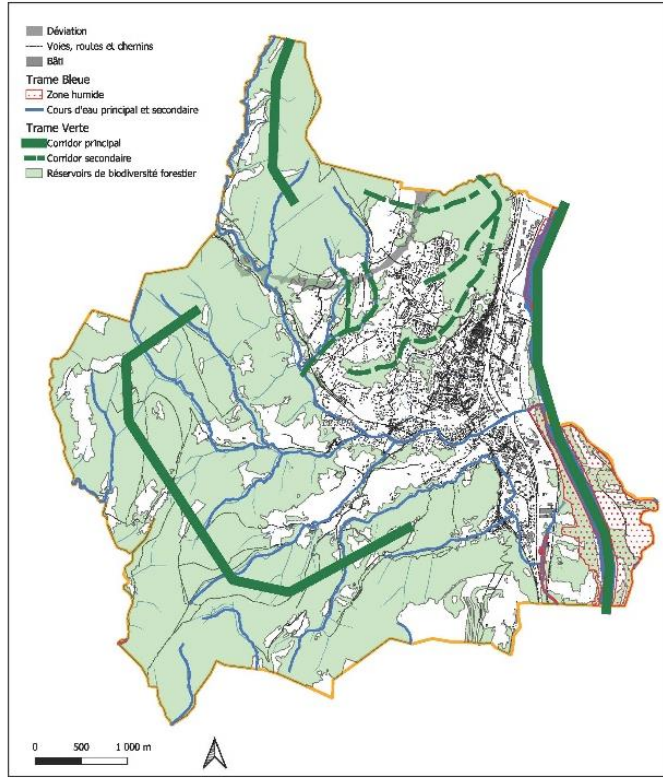 Déviation
Voies, routes et chemins
Bâti
Trame Bleue
Zone humide
Cours d'eau principal et secondaire
Trame Verte
Corridor principal
Corridor secondaire
Réservoirs de biodiversité forestier
0 500 1 000 m